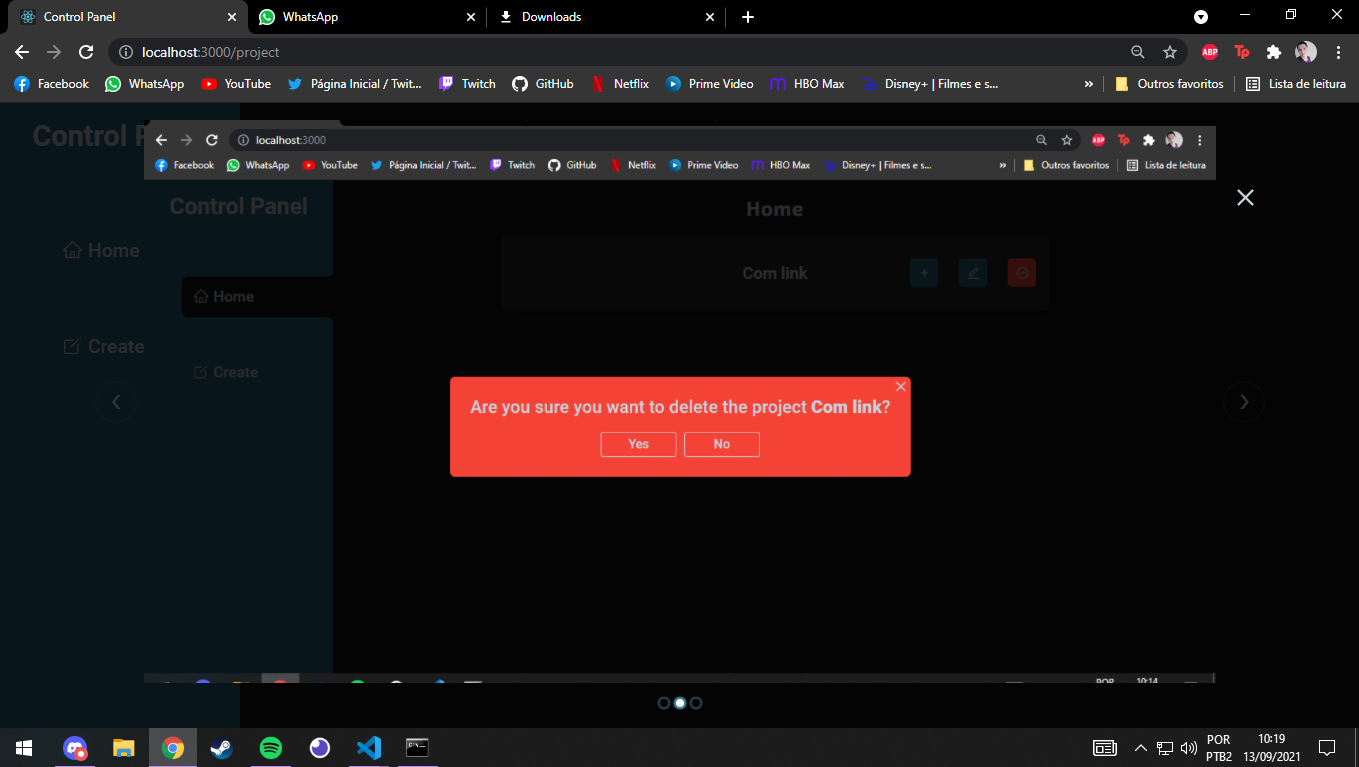 Control Panel
WhatsApp
Downloads
localhost:3000/project
ABP
Tp
Facebook
WhatsApp
YouTube
Página Inicial / Twit...
Twitch
GitHub
Netflix
Prime Video
HBO Max
Disney+ | Filmes e s...
»
Outros favoritos
Lista de leitura
Control P
localhost:3000
ABP
Tp
Facebook
WhatsApp
YouTube
Página Inicial / Twit...
Twitch
GitHub
Netflix
Prime Video
HBO Max
Disney+ | Filmes e s...
»
Outros favoritos
Lista de leitura
Control Panel
Home
Home
Com link
Home
Create
Create
Are you sure you want to delete the project Com link?
Yes
No
POR
10:14
POR
PTB2
10:19
13/09/2021